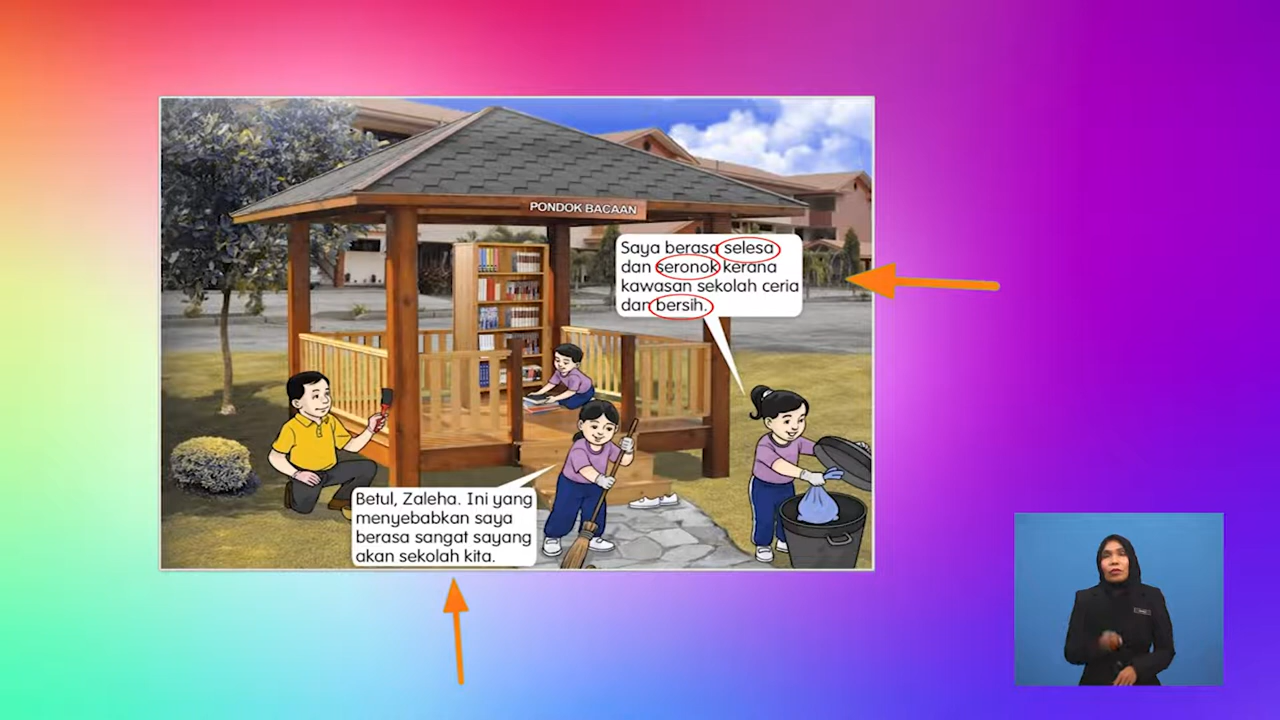 PONDOK BACAAN
Saya berasa selesa
dan seronok kerana
kawasan sekolah ceria
dan bersih.
Betul, Zaleha. Ini yang
menyebabkan saya
berasa sangat sayang
akan sekolah kita.